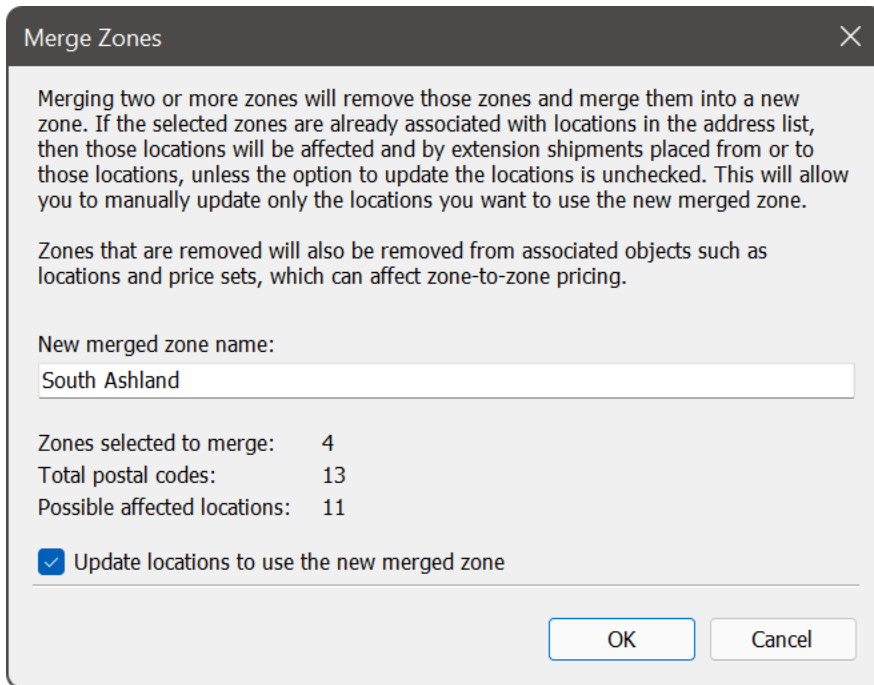 Merge Zones
Merging two or more zones will remove those zones and merge them into a new
zone. If the selected zones are already associated with locations in the address list,
then those locations will be affected and by extension shipments placed from or to
those locations, unless the option to update the locations is unchecked. This will allow
you to manually update only the locations you want to use the new merged zone.
Zones that are removed will also be removed from associated objects such as
locations and price sets, which can affect zone-to-zone pricing.
New merged zone name:
South Ashland
Zones selected to merge: 4
Total postal codes: 13
Possible affected locations: 11
Update locations to use the new merged zone
OK Cancel